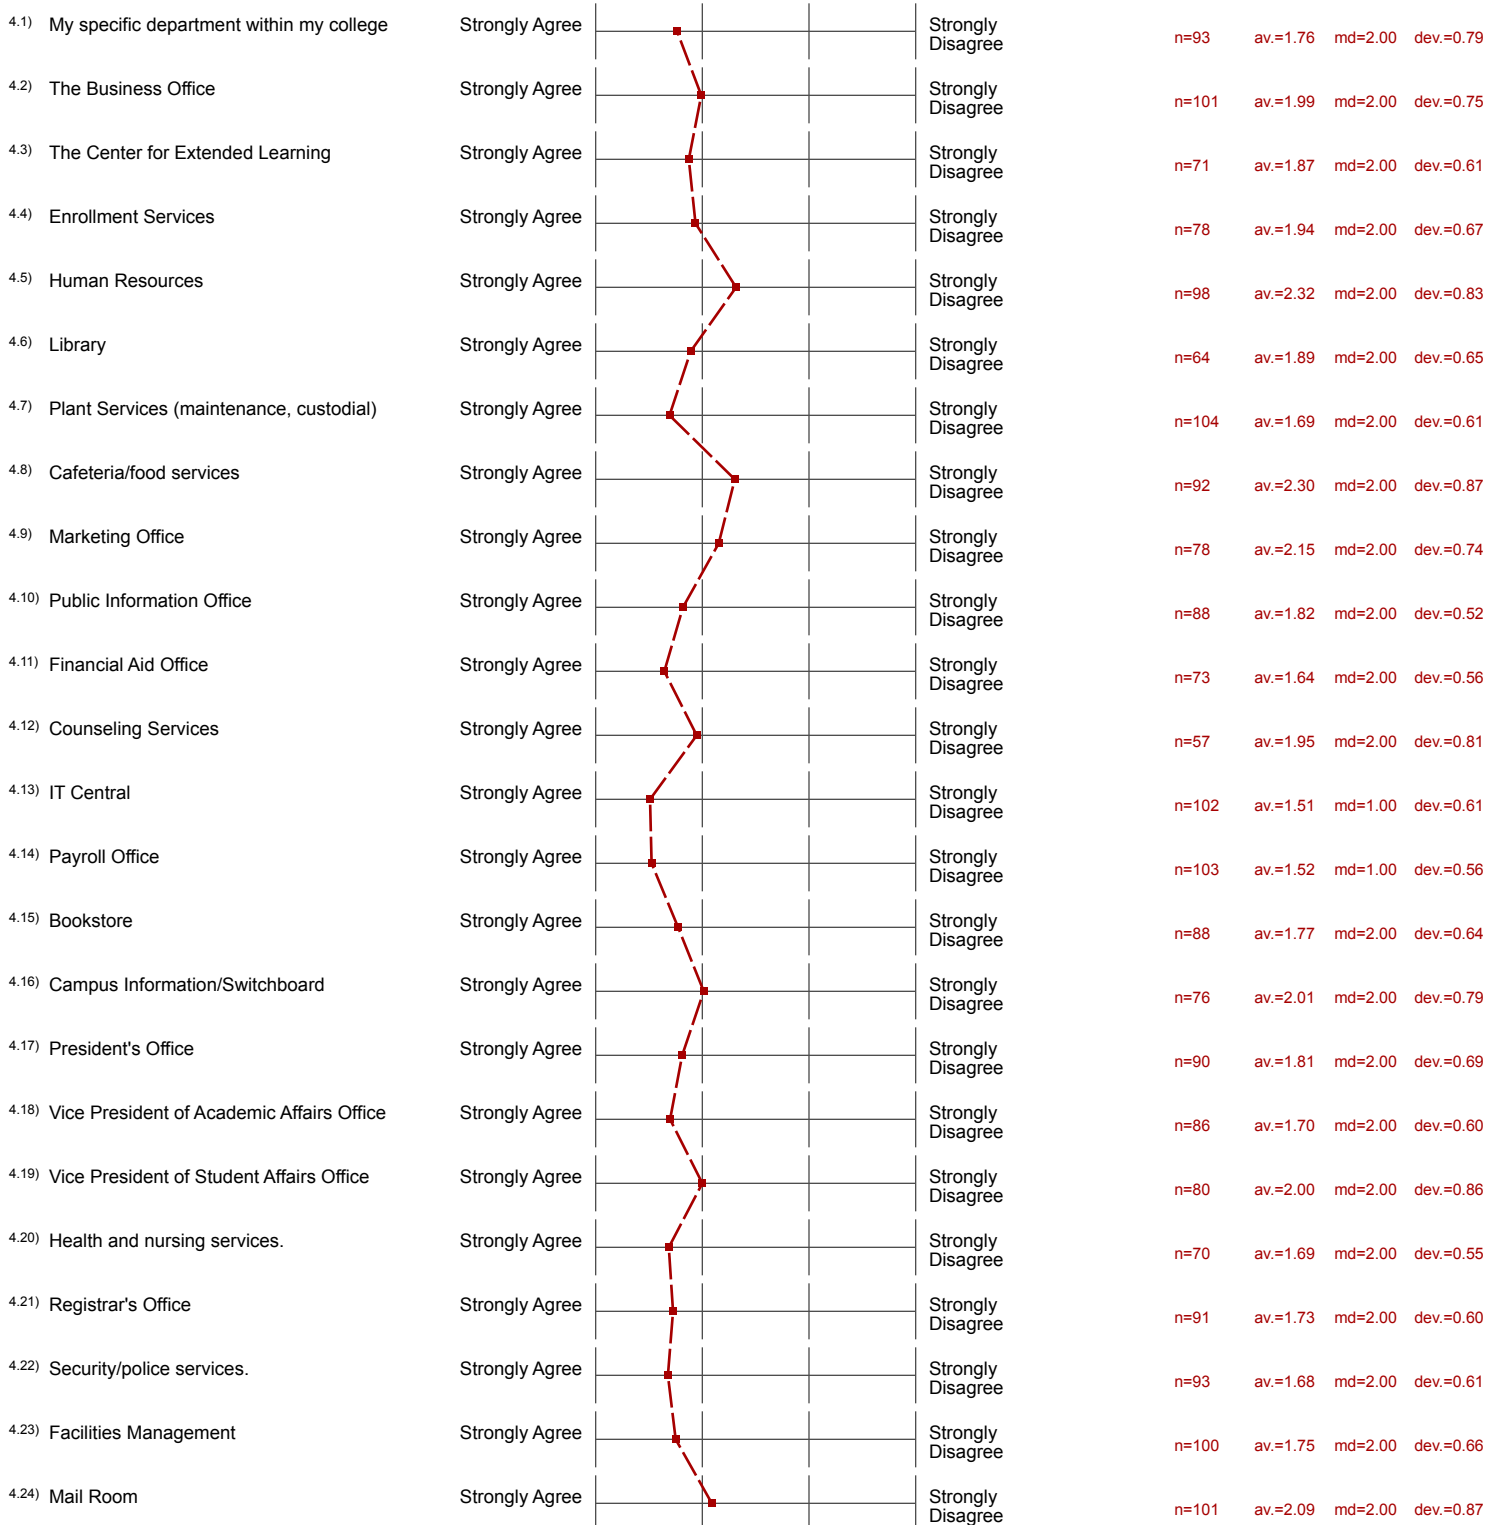 4.1) My specific department within my college Strongly Agree Strongly Disagree n=93 av.=1.76 md=2.00 dev.=0.79
4.2) The Business Office Strongly Agree Strongly Disagree n=101 av.=1.99 md=2.00 dev.=0.75
4.3) The Center for Extended Learning Strongly Agree Strongly Disagree n=71 av.=1.87 md=2.00 dev.=0.61
4.4) Enrollment Services Strongly Agree Strongly Disagree n=78 av.=1.94 md=2.00 dev.=0.67
4.5) Human Resources Strongly Agree Strongly Disagree n=98 av.=2.32 md=2.00 dev.=0.83
4.6) Library Strongly Agree Strongly Disagree n=64 av.=1.89 md=2.00 dev.=0.65
4.7) Plant Services (maintenance, custodial) Strongly Agree Strongly Disagree n=104 av.=1.69 md=2.00 dev.=0.61
4.8) Cafeteria/food services Strongly Agree Strongly Disagree n=92 av.=2.30 md=2.00 dev.=0.87
4.9) Marketing Office Strongly Agree Strongly Disagree n=78 av.=2.15 md=2.00 dev.=0.74
4.10) Public Information Office Strongly Agree Strongly Disagree n=88 av.=1.82 md=2.00 dev.=0.52
4.11) Financial Aid Office Strongly Agree Strongly Disagree n=73 av.=1.64 md=2.00 dev.=0.56
4.12) Counseling Services Strongly Agree Strongly Disagree n=57 av.=1.95 md=2.00 dev.=0.81
4.13) IT Central Strongly Agree Strongly Disagree n=102 av.=1.51 md=1.00 dev.=0.61
4.14) Payroll Office Strongly Agree Strongly Disagree n=103 av.=1.52 md=1.00 dev.=0.56
4.15) Bookstore Strongly Agree Strongly Disagree n=88 av.=1.77 md=2.00 dev.=0.64
4.16) Campus Information/Switchboard Strongly Agree Strongly Disagree n=76 av.=2.01 md=2.00 dev.=0.79
4.17) President's Office Strongly Agree Strongly Disagree n=90 av.=1.81 md=2.00 dev.=0.69
4.18) Vice President of Academic Affairs Office Strongly Agree Strongly Disagree n=86 av.=1.70 md=2.00 dev.=0.60
4.19) Vice President of Student Affairs Office Strongly Agree Strongly Disagree n=80 av.=2.00 md=2.00 dev.=0.86
4.20) Health and nursing services. Strongly Agree Strongly Disagree n=70 av.=1.69 md=2.00 dev.=0.55
4.21) Registrar's Office Strongly Agree Strongly Disagree n=91 av.=1.73 md=2.00 dev.=0.60
4.22) Security/police services. Strongly Agree Strongly Disagree n=93 av.=1.68 md=2.00 dev.=0.61
4.23) Facilities Management Strongly Agree Strongly Disagree n=100 av.=1.75 md=2.00 dev.=0.66
4.24) Mail Room Strongly Agree Strongly Disagree n=101 av.=2.09 md=2.00 dev.=0.87